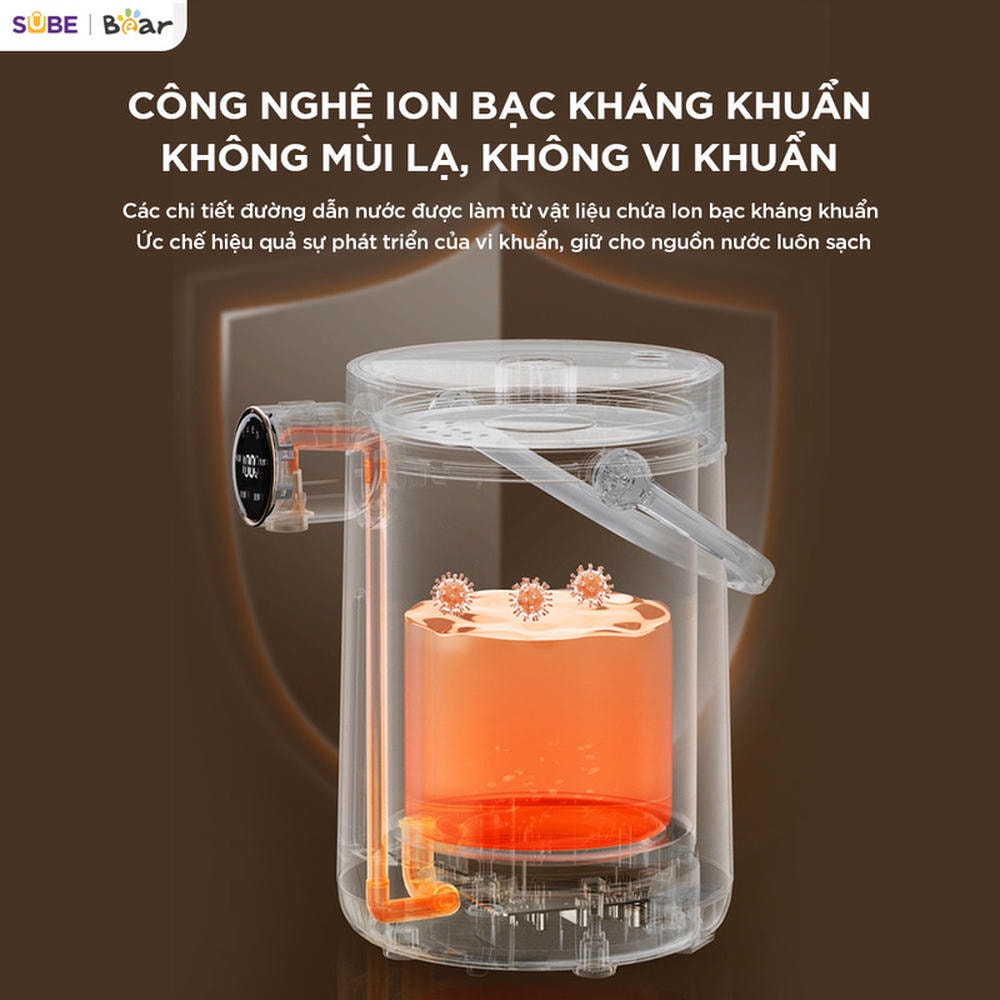 SUBE | Bear
CÔNG NGHỆ ION BẠC KHÁNG KHUẨN
KHÔNG MÙI LẠ, KHÔNG VI KHUẨN
Các chi tiết đường dẫn nước được làm từ vật liệu chứa Ion bạc kháng khuẩn
Ức chế hiệu quả sự phát triển của vi khuẩn, giữ cho nguồn nước luôn sạch